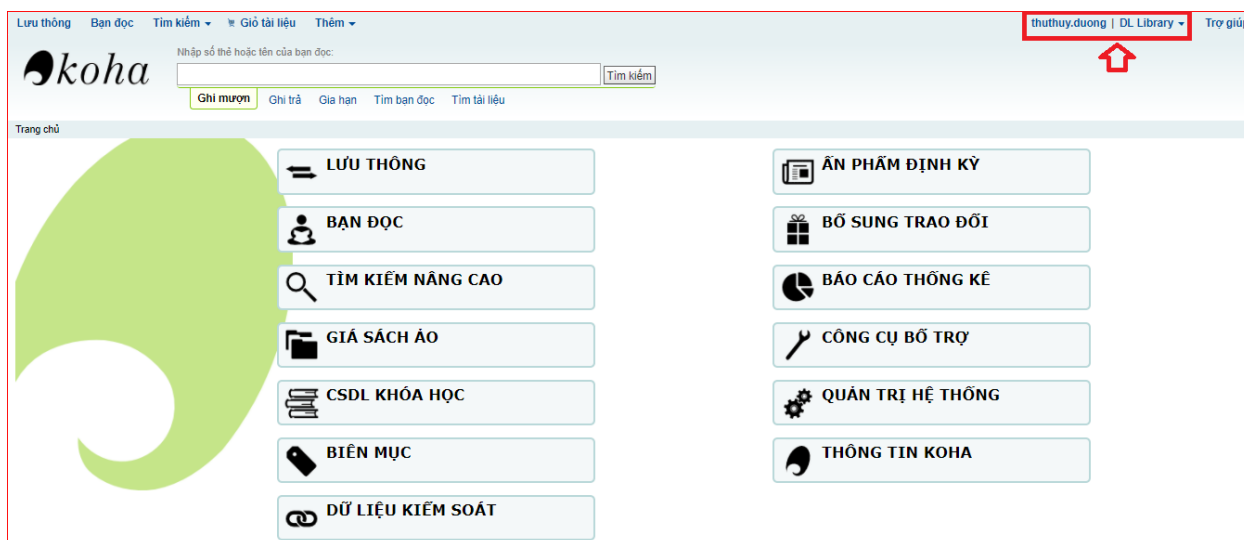 Lưu thông Bạn đọc Tìm kiếm Giỏ tài liệu Thêm thuthuy.duong | DL Library Trợ giúp
koha
Nhập số thẻ hoặc tên của bạn đọc:
Tìm kiếm
Ghi mượn Ghi trả Gia hạn Tìm bạn đọc Tìm tài liệu
Trang chủ
LƯU THÔNG
BẠN ĐỌC
TÌM KIẾM NÂNG CAO
GIÁ SÁCH ẢO
CSDL KHÓA HỌC
BIÊN MỤC
DỮ LIỆU KIỂM SOÁT
ẤN PHẨM ĐỊNH KỲ
BỔ SUNG TRAO ĐỔI
BÁO CÁO THỐNG KÊ
CÔNG CỤ BỔ TRỢ
QUẢN TRỊ HỆ THỐNG
THÔNG TIN KOHA